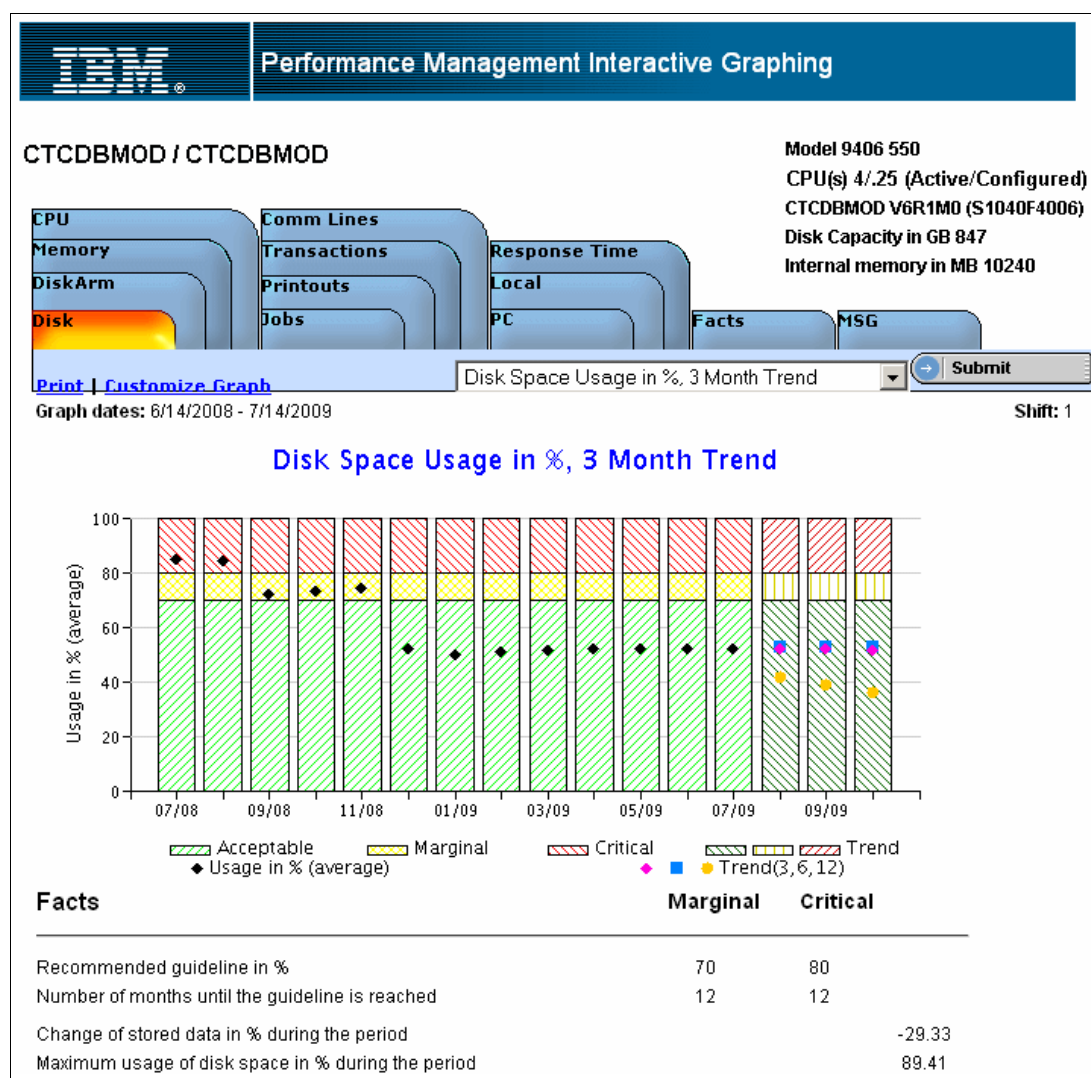 IBM®
Performance Management Interactive Graphing
CTCDBMOD / CTCDBMOD
Model 9406 550
CPU(s) 4/.25 (Active/Configured)
CTCDBMOD V6R1M0 (S1040F4006)
Disk Capacity in GB 847
Internal memory in MB 10240
CPU
Memory
DiskArm
Disk
Comm Lines
Transactions
Printouts
Jobs
Response Time
Local
PC
Facts
MSG
Print | Customize Graph
Disk Space Usage in %, 3 Month Trend
Submit
Graph dates: 6/14/2008 - 7/14/2009
Shift: 1
Disk Space Usage in %, 3 Month Trend
Usage in % (average)
100
80
60
40
20
0
07/08 09/08 11/08 01/09 03/09 05/09 07/09 09/09
Acceptable Marginal Critical Trend
Usage in % (average) Trend(3,6,12)
Facts Marginal Critical
Recommended guideline in % 70 80
Number of months until the guideline is reached 12 12
Change of stored data in % during the period -29.33
Maximum usage of disk space in % during the period 89.41